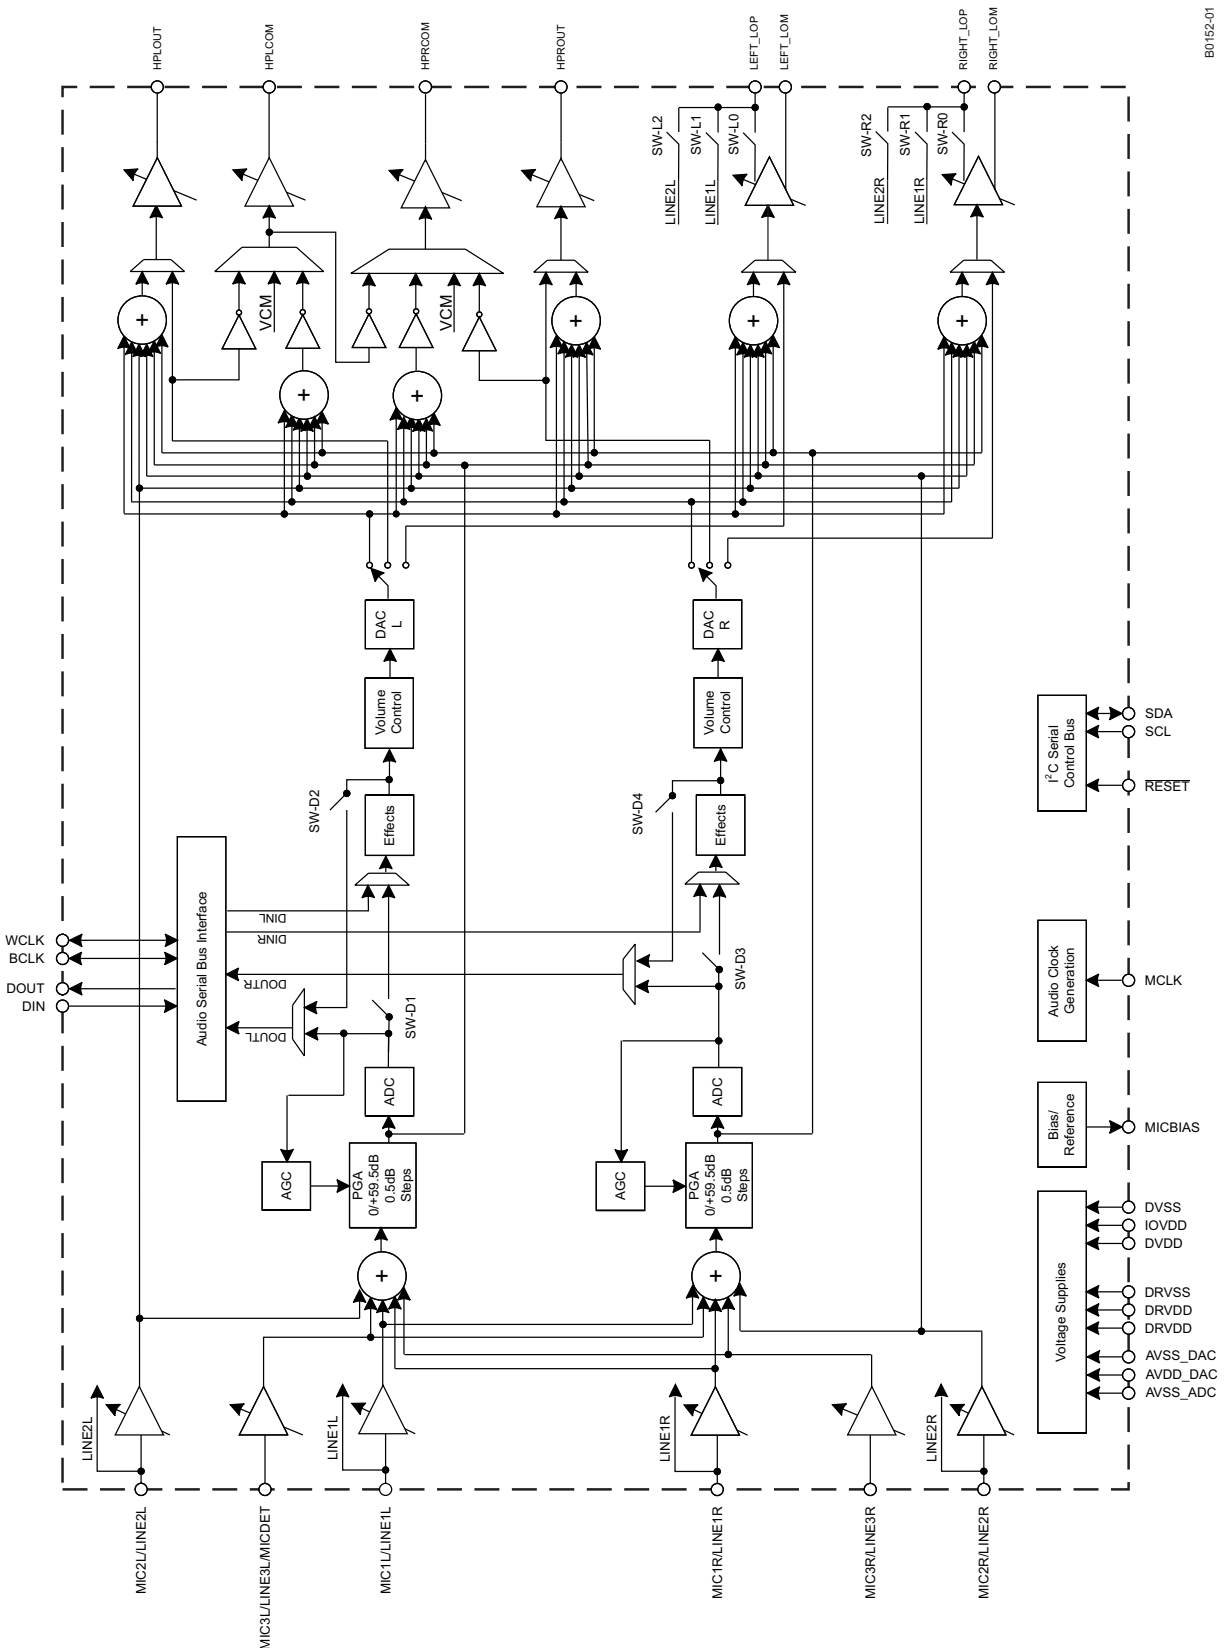 B0152-01
HPLOUT
HPLCOM
HPRCOM
HPROUT
LEFT_LOP
LEFT_LOM
RIGHT_LOP
RIGHT_LOM
SW-L2
SW-L1
SW-L0
LINE2L
LINE1L
SW-R2
SW-R1
SW-R0
LINE2R
LINE1R
VCM
VCM
+
+
+
+
+
+
DAC
L
DAC
R
Volume
Control
Volume
Control
SW-D2
Effects
SW-D4
Effects
I²C Serial
Control Bus
SDA
SCL
RESET
WCLK
BCLK
DOUT
DIN
Audio Serial Bus Interface
DINL
DINR
DOUTR
DOUTL
SW-D1
SW-D3
Audio Clock
Generation
MCLK
ADC
ADC
Bias/
Reference
MICBIAS
AGC
PGA
0/+59.5dB
0.5dB
Steps
AGC
PGA
0/+59.5dB
0.5dB
Steps
+
+
Voltage Supplies
DVSS
IOVDD
DVDD
DRVSS
DRVDD
DRVDD
AVSS_DAC
AVDD_DAC
AVSS_ADC
LINE2L
LINE1L
LINE1R
LINE2R
MIC2L/LINE2L
MIC3L/LINE3L/MICDET
MIC1L/LINE1L
MIC1R/LINE1R
MIC3R/LINE3R
MIC2R/LINE2R